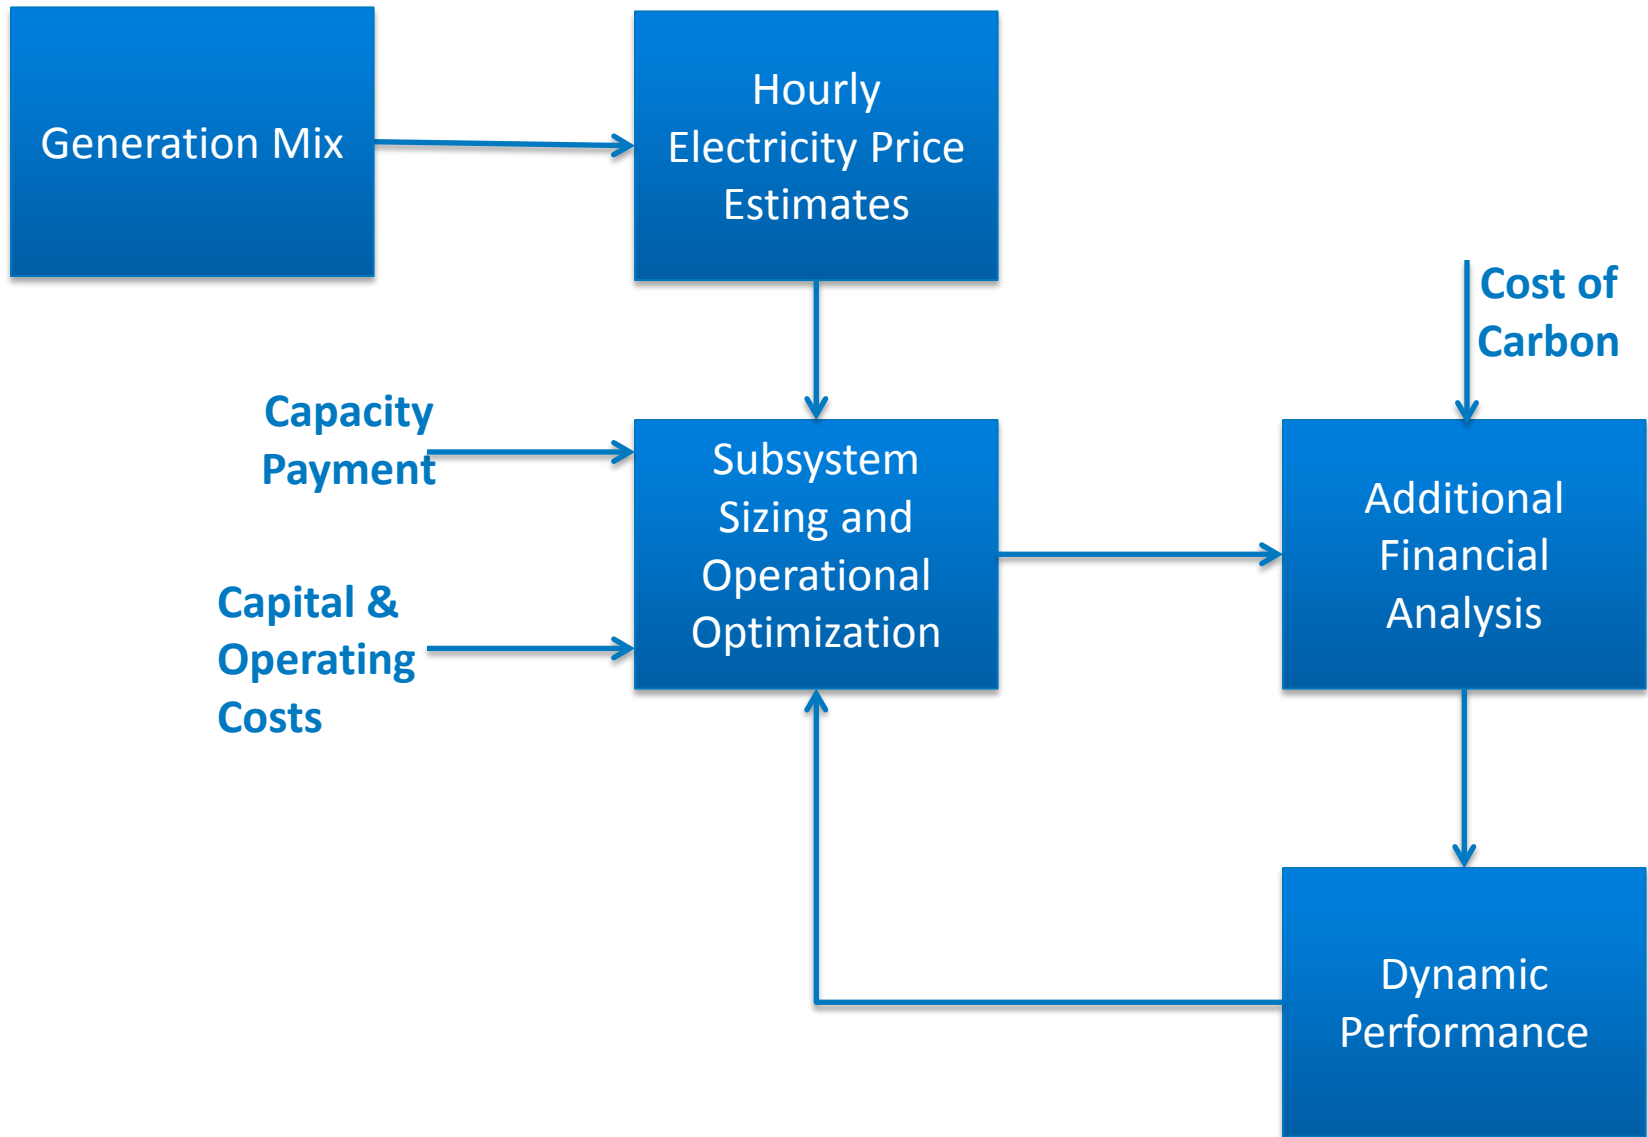 Generation Mix
Hourly
Electricity Price
Estimates
Cost of
Carbon
Capacity
Payment
Capital &
Operating
Costs
Subsystem
Sizing and
Operational
Optimization
Additional
Financial
Analysis
Dynamic
Performance